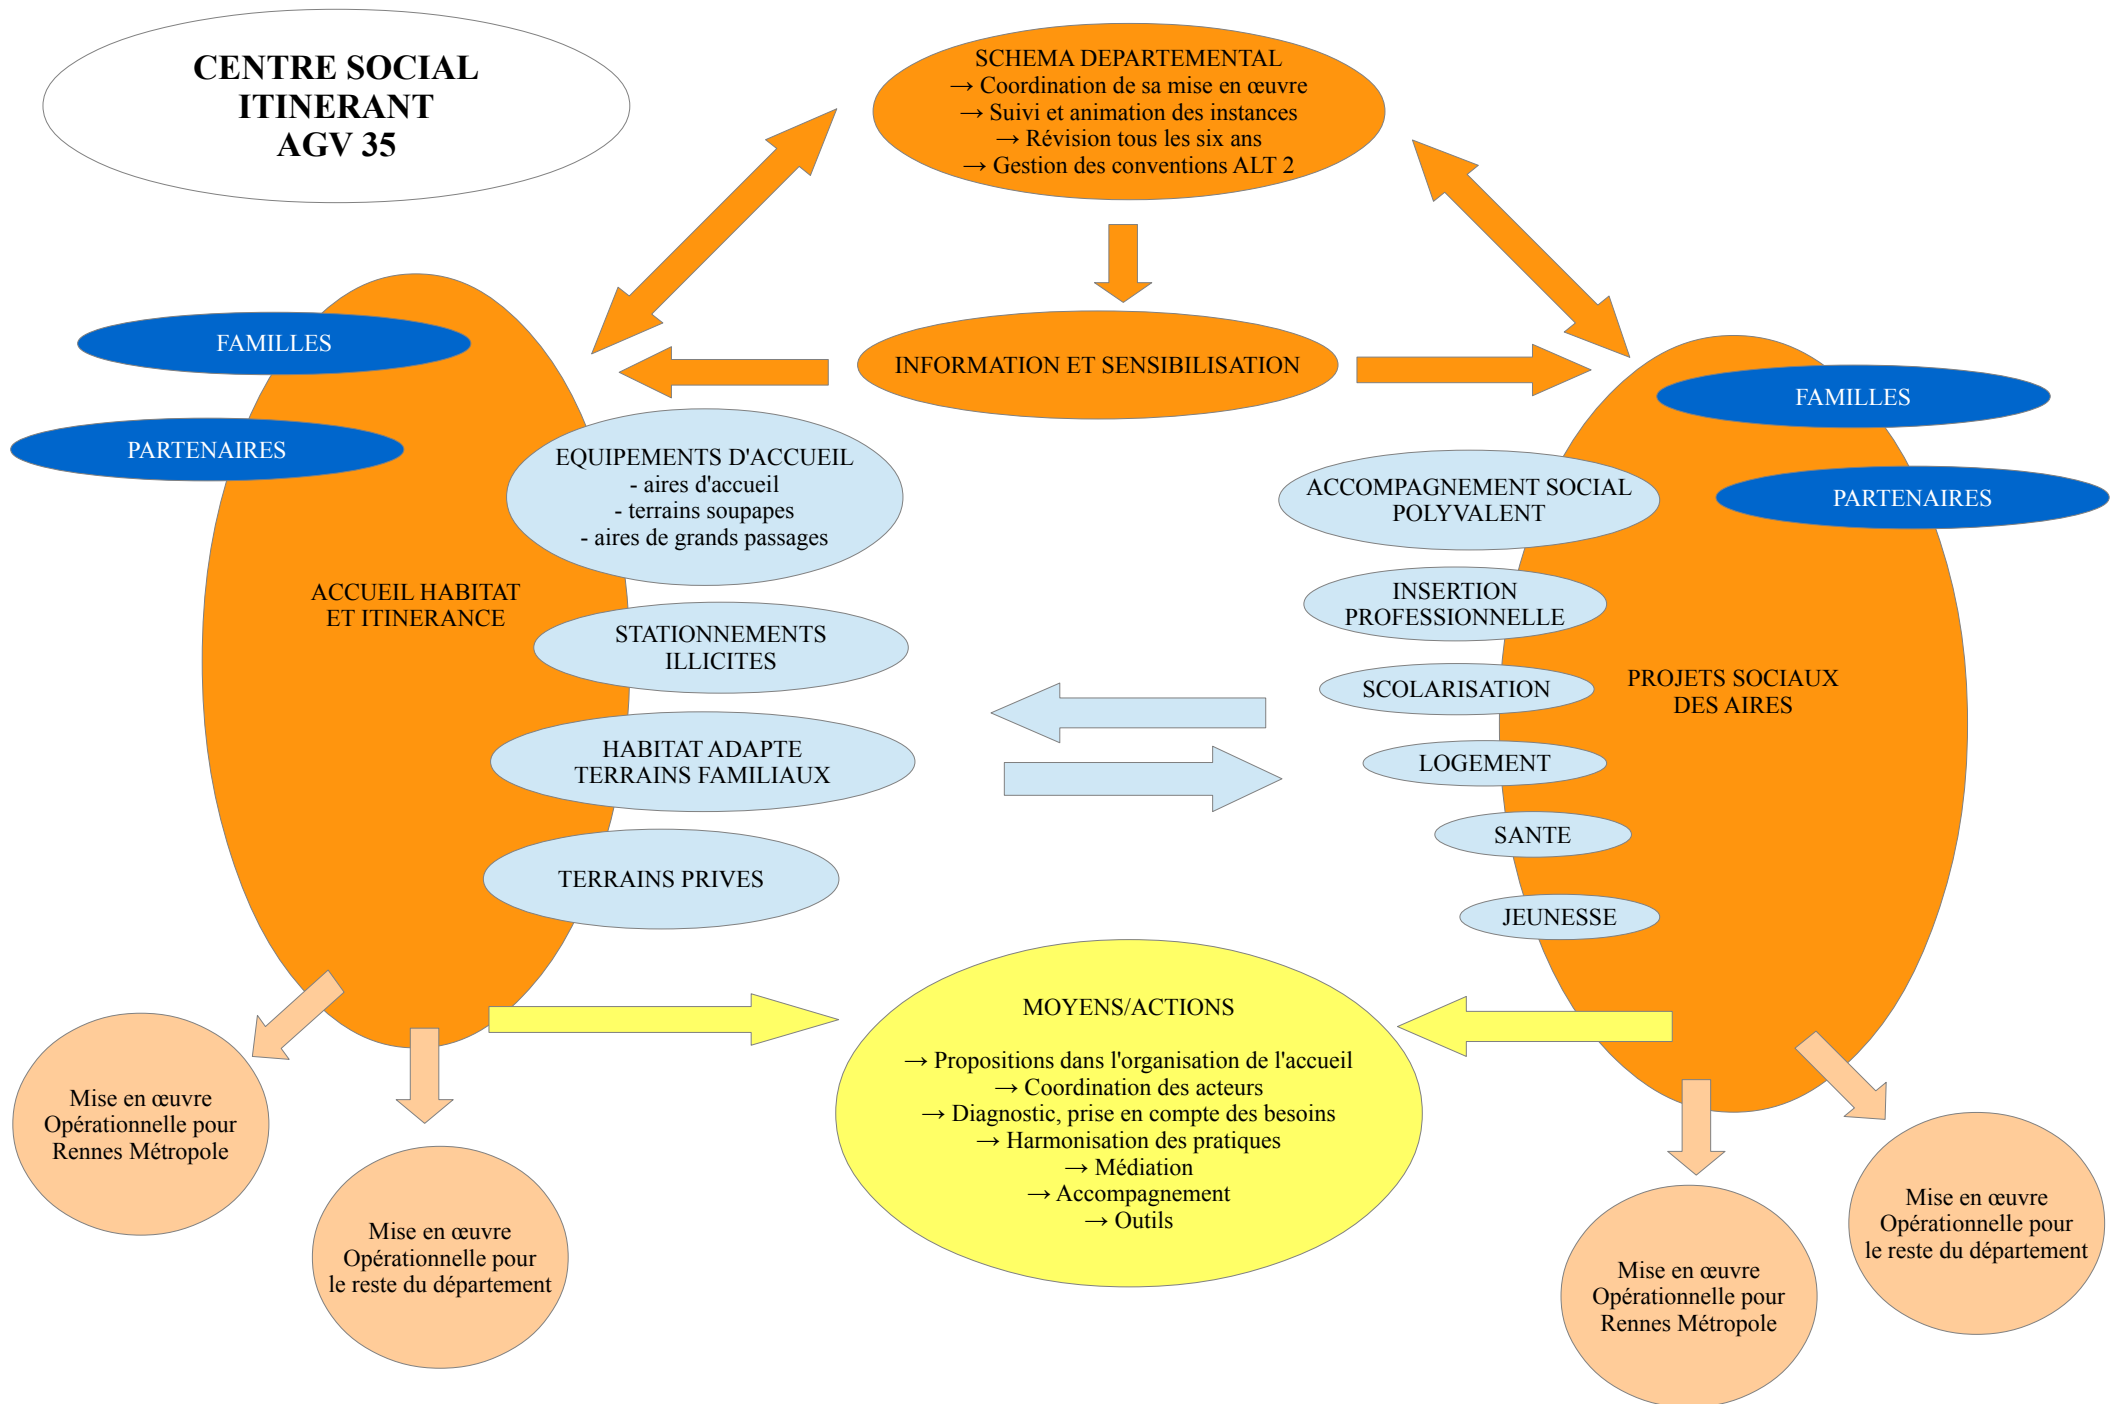 CENTRE SOCIAL
ITINERANT
AGV 35
SCHEMA DEPARTEMENTAL
→ Coordination de sa mise en œuvre
→ Suivi et animation des instances
→ Révision tous les six ans
→ Gestion des conventions ALT 2
INFORMATION ET SENSIBILISATION
FAMILLES
PARTENAIRES
ACCUEIL HABITAT
ET ITINERANCE
EQUIPEMENTS D'ACCUEIL
- aires d'accueil
- terrains soupapes
- aires de grands passages
STATIONNEMENTS
ILLICITES
HABITAT ADAPTE
TERRAINS FAMILIAUX
TERRAINS PRIVES
FAMILLES
PARTENAIRES
ACCOMPAGNEMENT SOCIAL
POLYVALENT
INSERTION
PROFESSIONNELLE
SCOLARISATION
LOGEMENT
SANTE
JEUNESSE
PROJETS SOCIAUX
DES AIRES
MOYENS/ACTIONS
→ Propositions dans l'organisation de l'accueil
→ Coordination des acteurs
→ Diagnostic, prise en compte des besoins
→ Harmonisation des pratiques
→ Médiation
→ Accompagnement
→ Outils
Mise en œuvre
Opérationnelle pour
Rennes Métropole
Mise en œuvre
Opérationnelle pour
le reste du département
Mise en œuvre
Opérationnelle pour
Rennes Métropole
Mise en œuvre
Opérationnelle pour
le reste du département